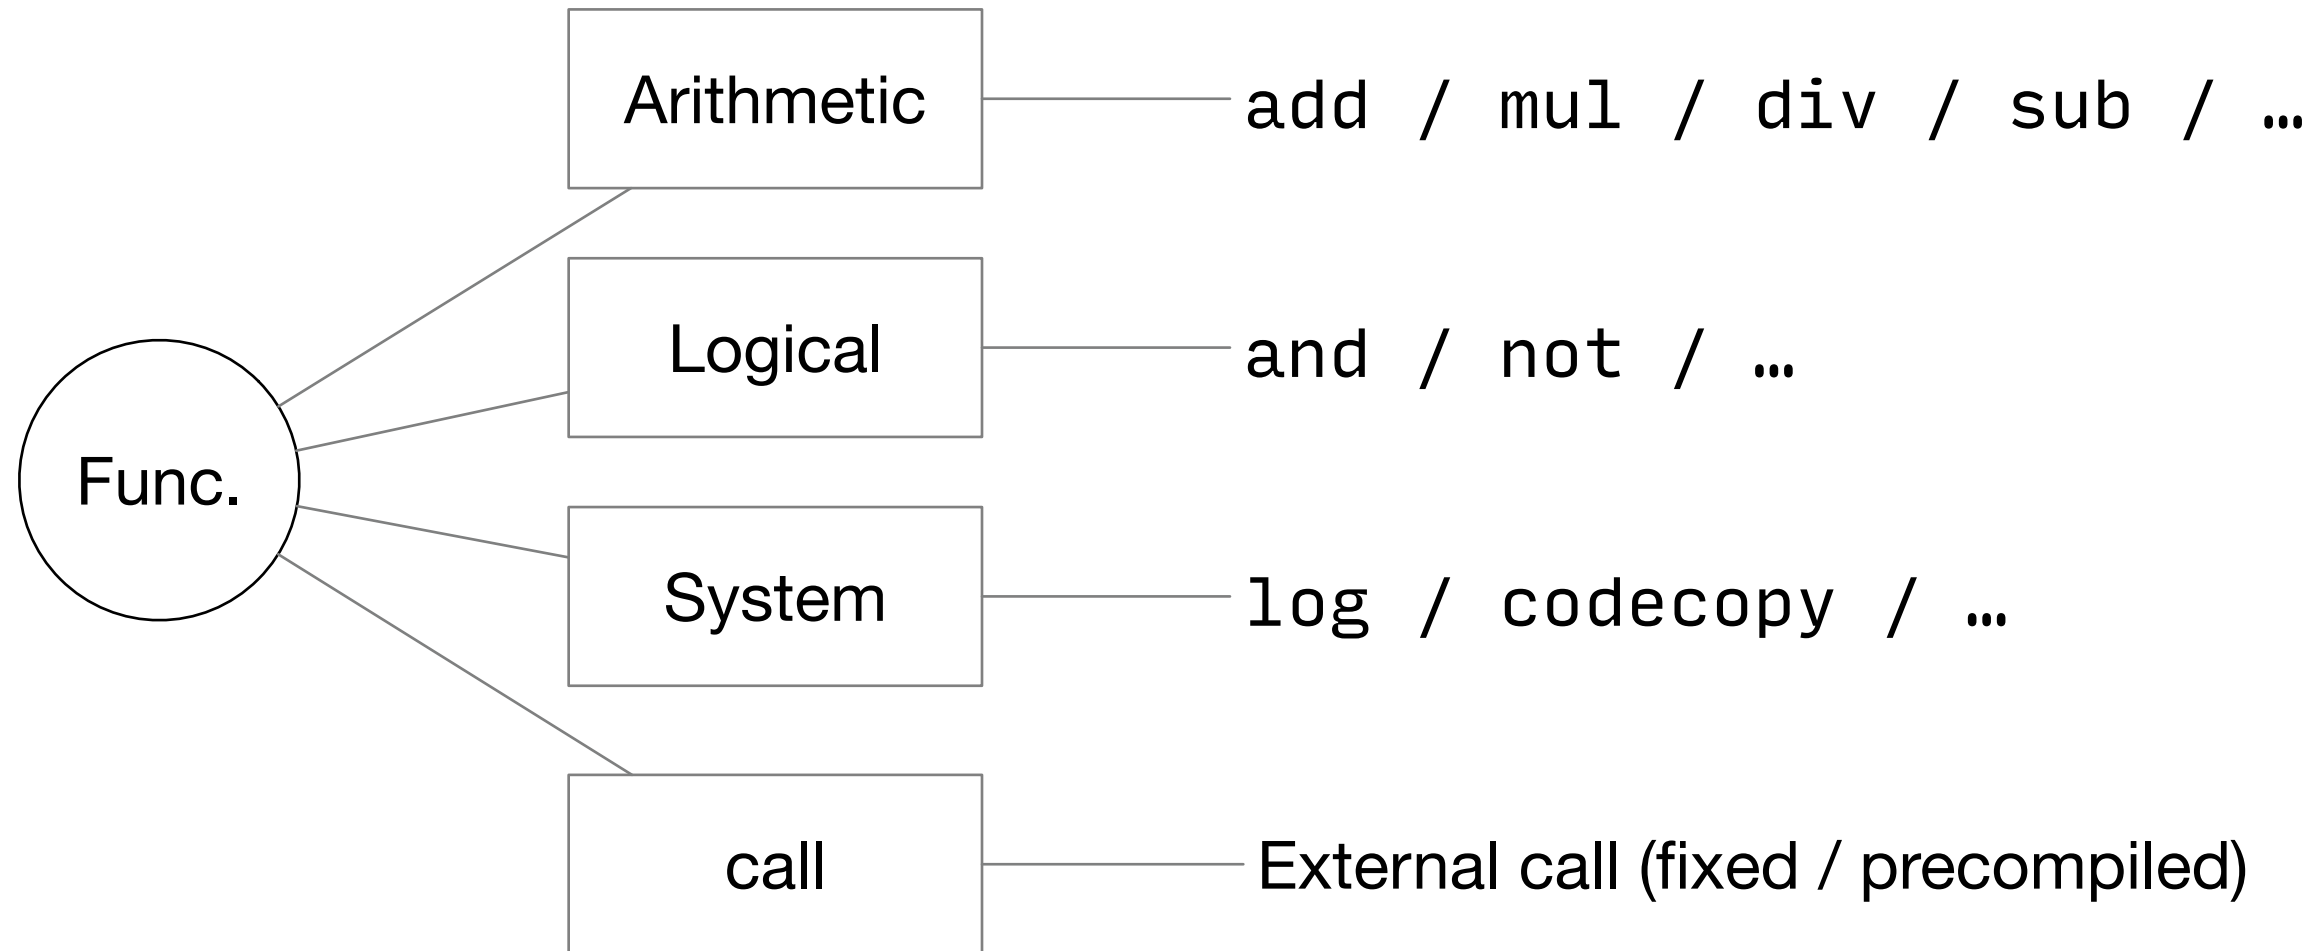 Arithmetic
add / mul / div / sub / …
Logical
and / not / …
Func.
System
log / codecopy / …
call
External call (fixed / precompiled)